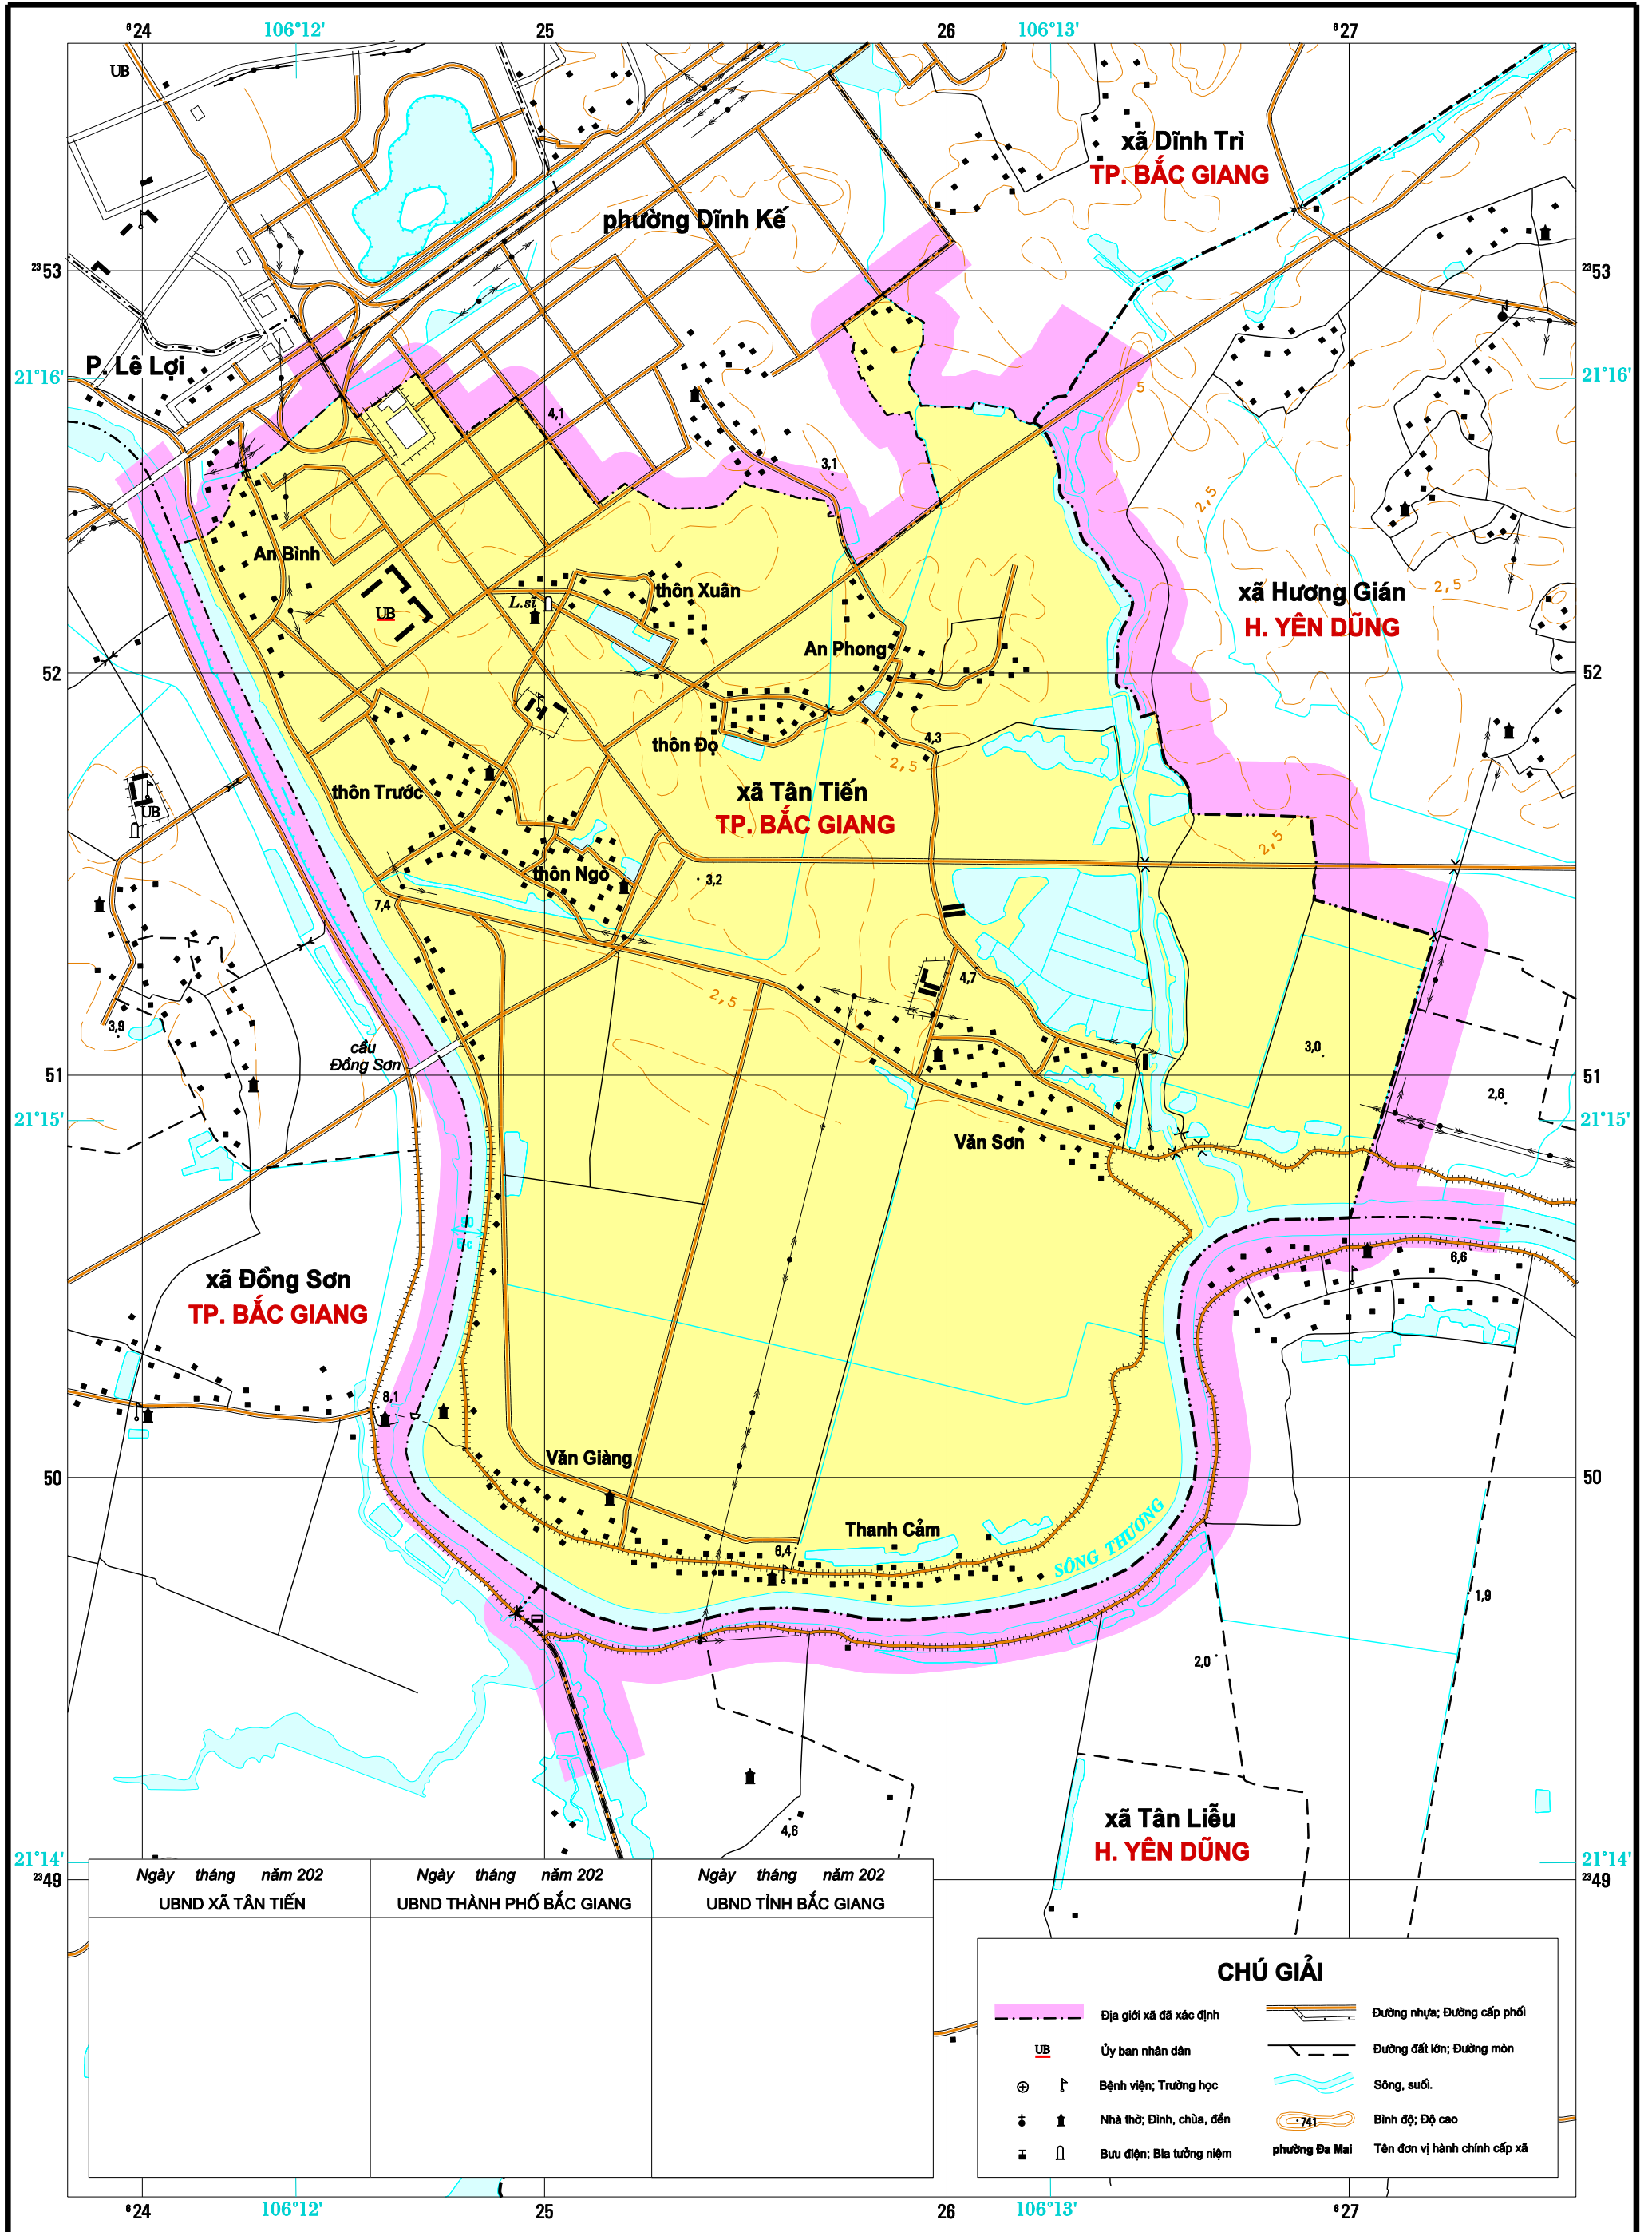 ⁶24
106°12'
25
26
106°13'
⁶27
UB
xã Dĩnh Trì
TP. BẮC GIANG
phường Dĩnh Kế
²³53
²³53
P. Lê Lợi
21°16'
21°16'
5
4,1
3,1
2,5
An Bình
L.sĩ
UB
thôn Xuân
2,5
xã Hương Gián
H. YÊN DŨNG
An Phong
52
52
thôn Đọ
4,3
2,5
thôn Trước
xã Tân Tiến
TP. BẮC GIANG
UB
2,5
thôn Ngò
3,2
7,4
4,7
2,5
3,9
cầu
Đồng Sơn
3,0
51
51
2,6
21°15'
21°15'
Văn Sơn
xã Đồng Sơn
TP. BẮC GIANG
6,6
8,1
Văn Giàng
50
50
Thanh Cảm
SÔNG THƯƠNG
6,4
1,9
2,0
xã Tân Liễu
H. YÊN DŨNG
4,6
21°14'
21°14'
²³49
²³49
Ngày tháng năm 202
Ngày tháng năm 202
Ngày tháng năm 202
UBND XÃ TÂN TIẾN
UBND THÀNH PHỐ BẮC GIANG
UBND TỈNH BẮC GIANG
CHÚ GIẢI
Địa giới xã đã xác định
Đường nhựa; Đường cấp phối
UB
Ủy ban nhân dân
Đường đất lớn; Đường mòn
Bệnh viện; Trường học
Sông, suối.
Nhà thờ; Đình, chùa, đền
741
Bình độ; Độ cao
Bưu điện; Bia tưởng niệm
phường Đa Mai
Tên đơn vị hành chính cấp xã
⁶24
106°12'
25
26
106°13'
⁶27